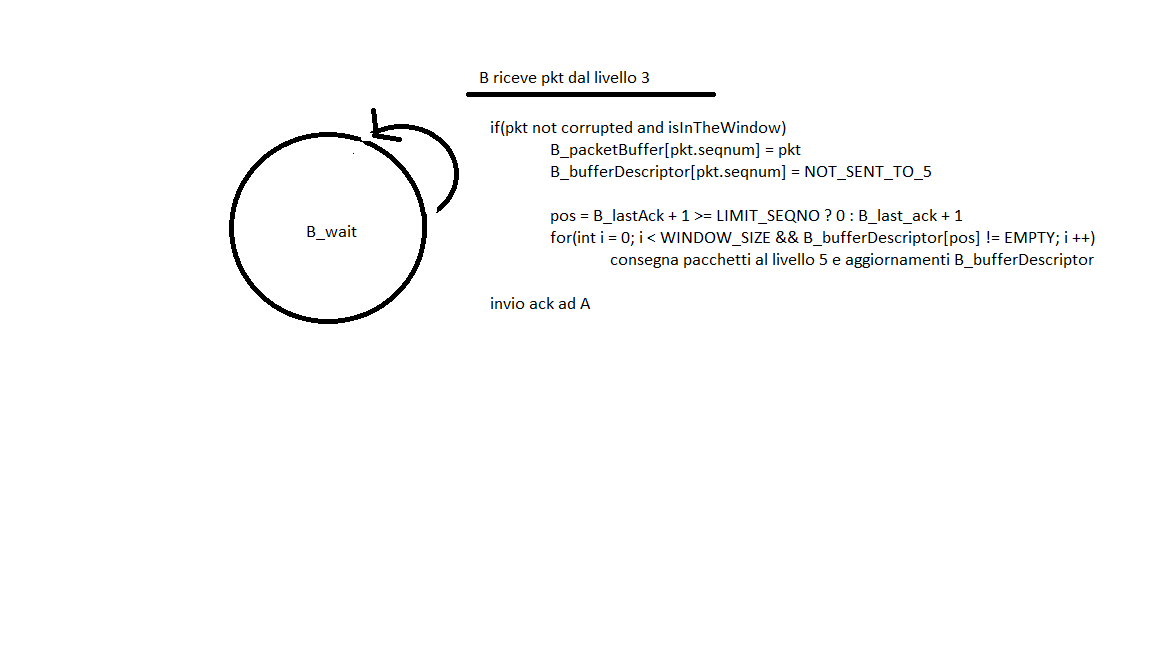 B riceve pkt dal livello 3
if(pkt not corrupted and isInTheWindow)
B_packetBuffer[pkt.seqnum] = pkt
B_bufferDescriptor[pkt.seqnum] = NOT_SENT_TO_5
pos = B_lastAck + 1 >= LIMIT_SEQNO ? 0 : B_last_ack + 1
for(int i = 0; i < WINDOW_SIZE && B_bufferDescriptor[pos] != EMPTY; i ++)
consegna pacchetti al livello 5 e aggiornamenti B_bufferDescriptor
invio ack ad A
B_wait